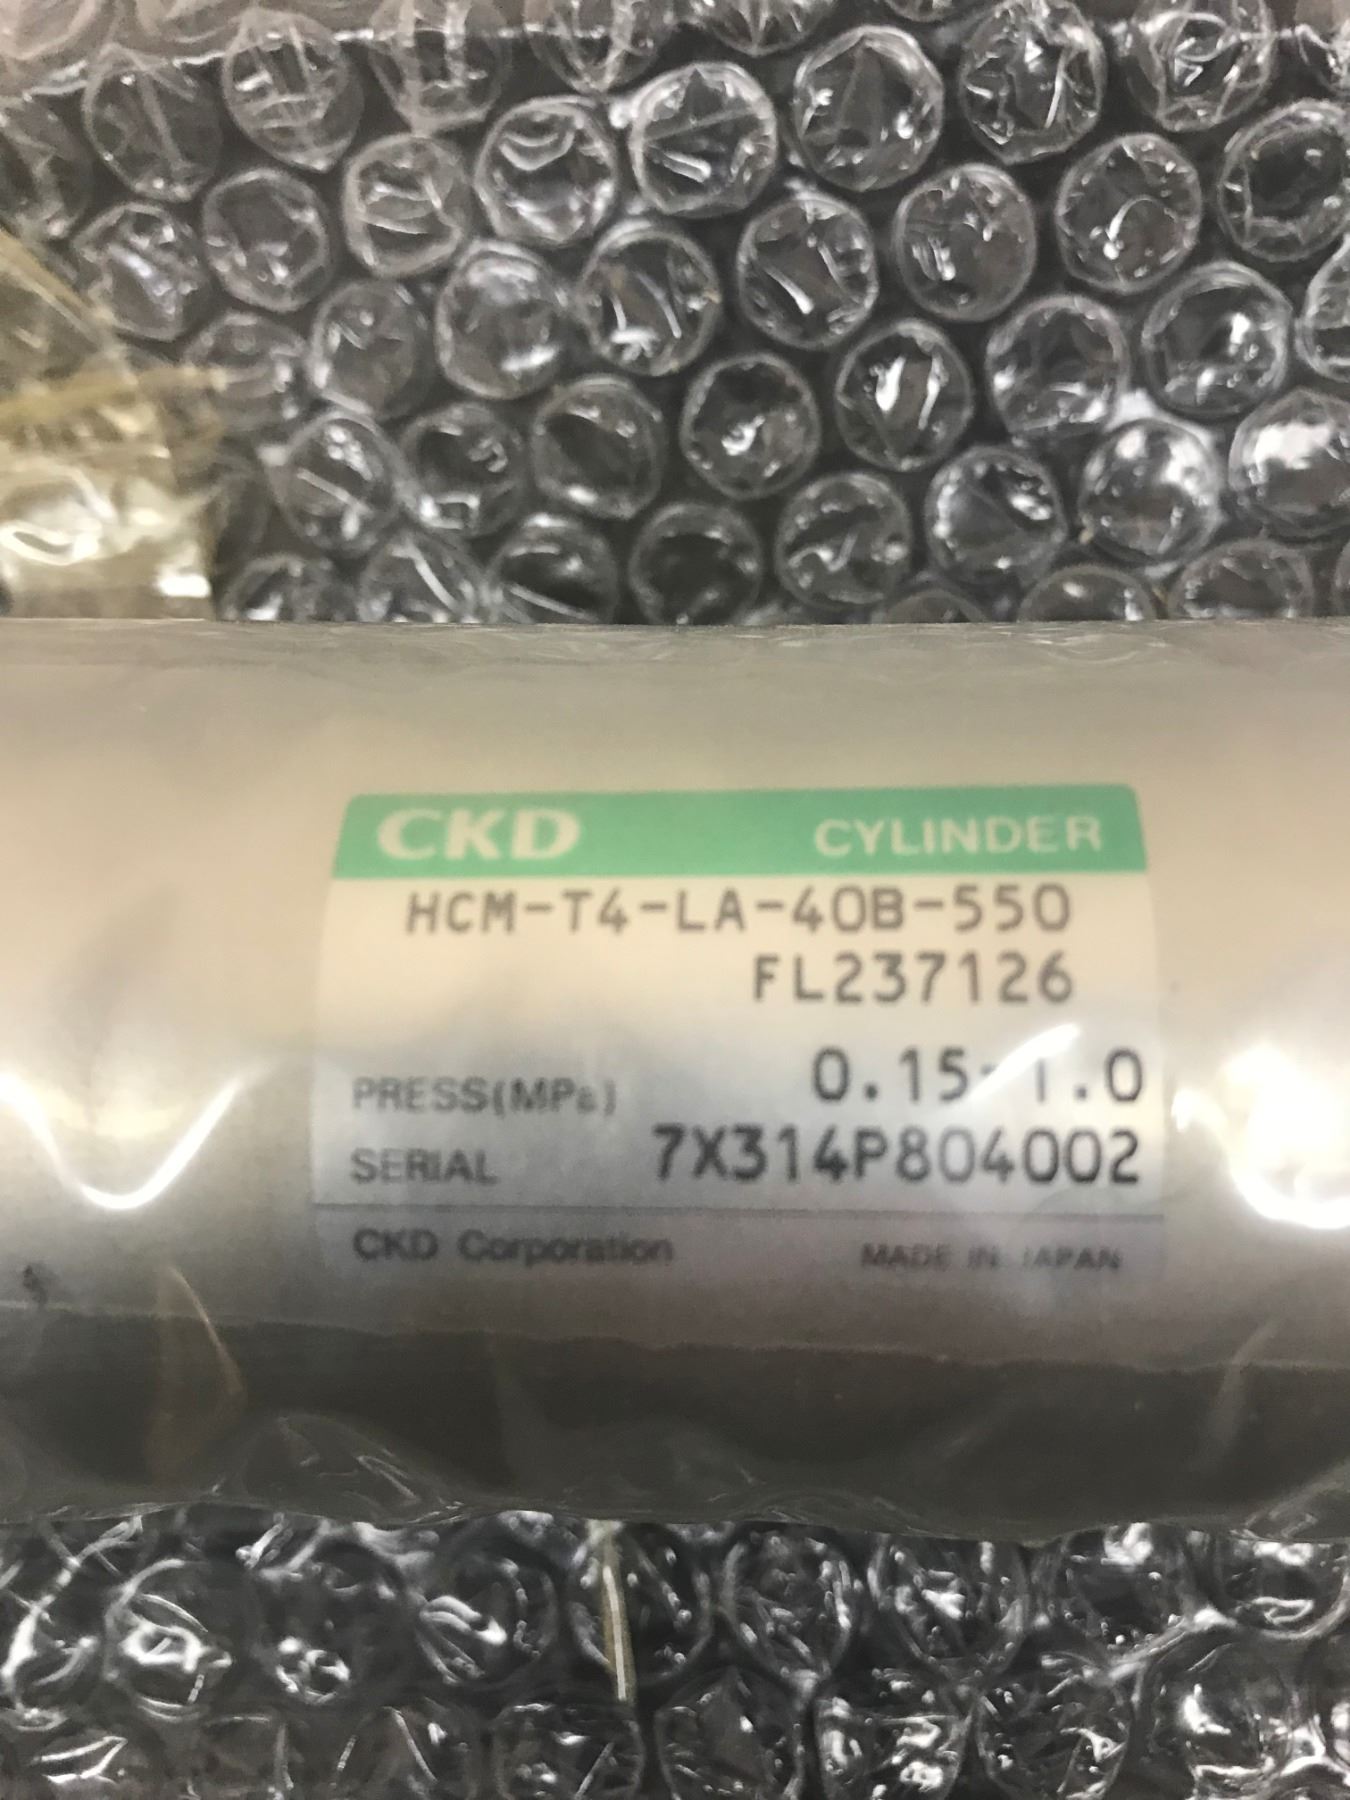 CKD CYLINDER
HCM-T4-LA-40B-550
FL237126
PRESS(MPa) 0.15-1.0
SERIAL 7X314P804002
CKD Corporation MADE IN JAPAN